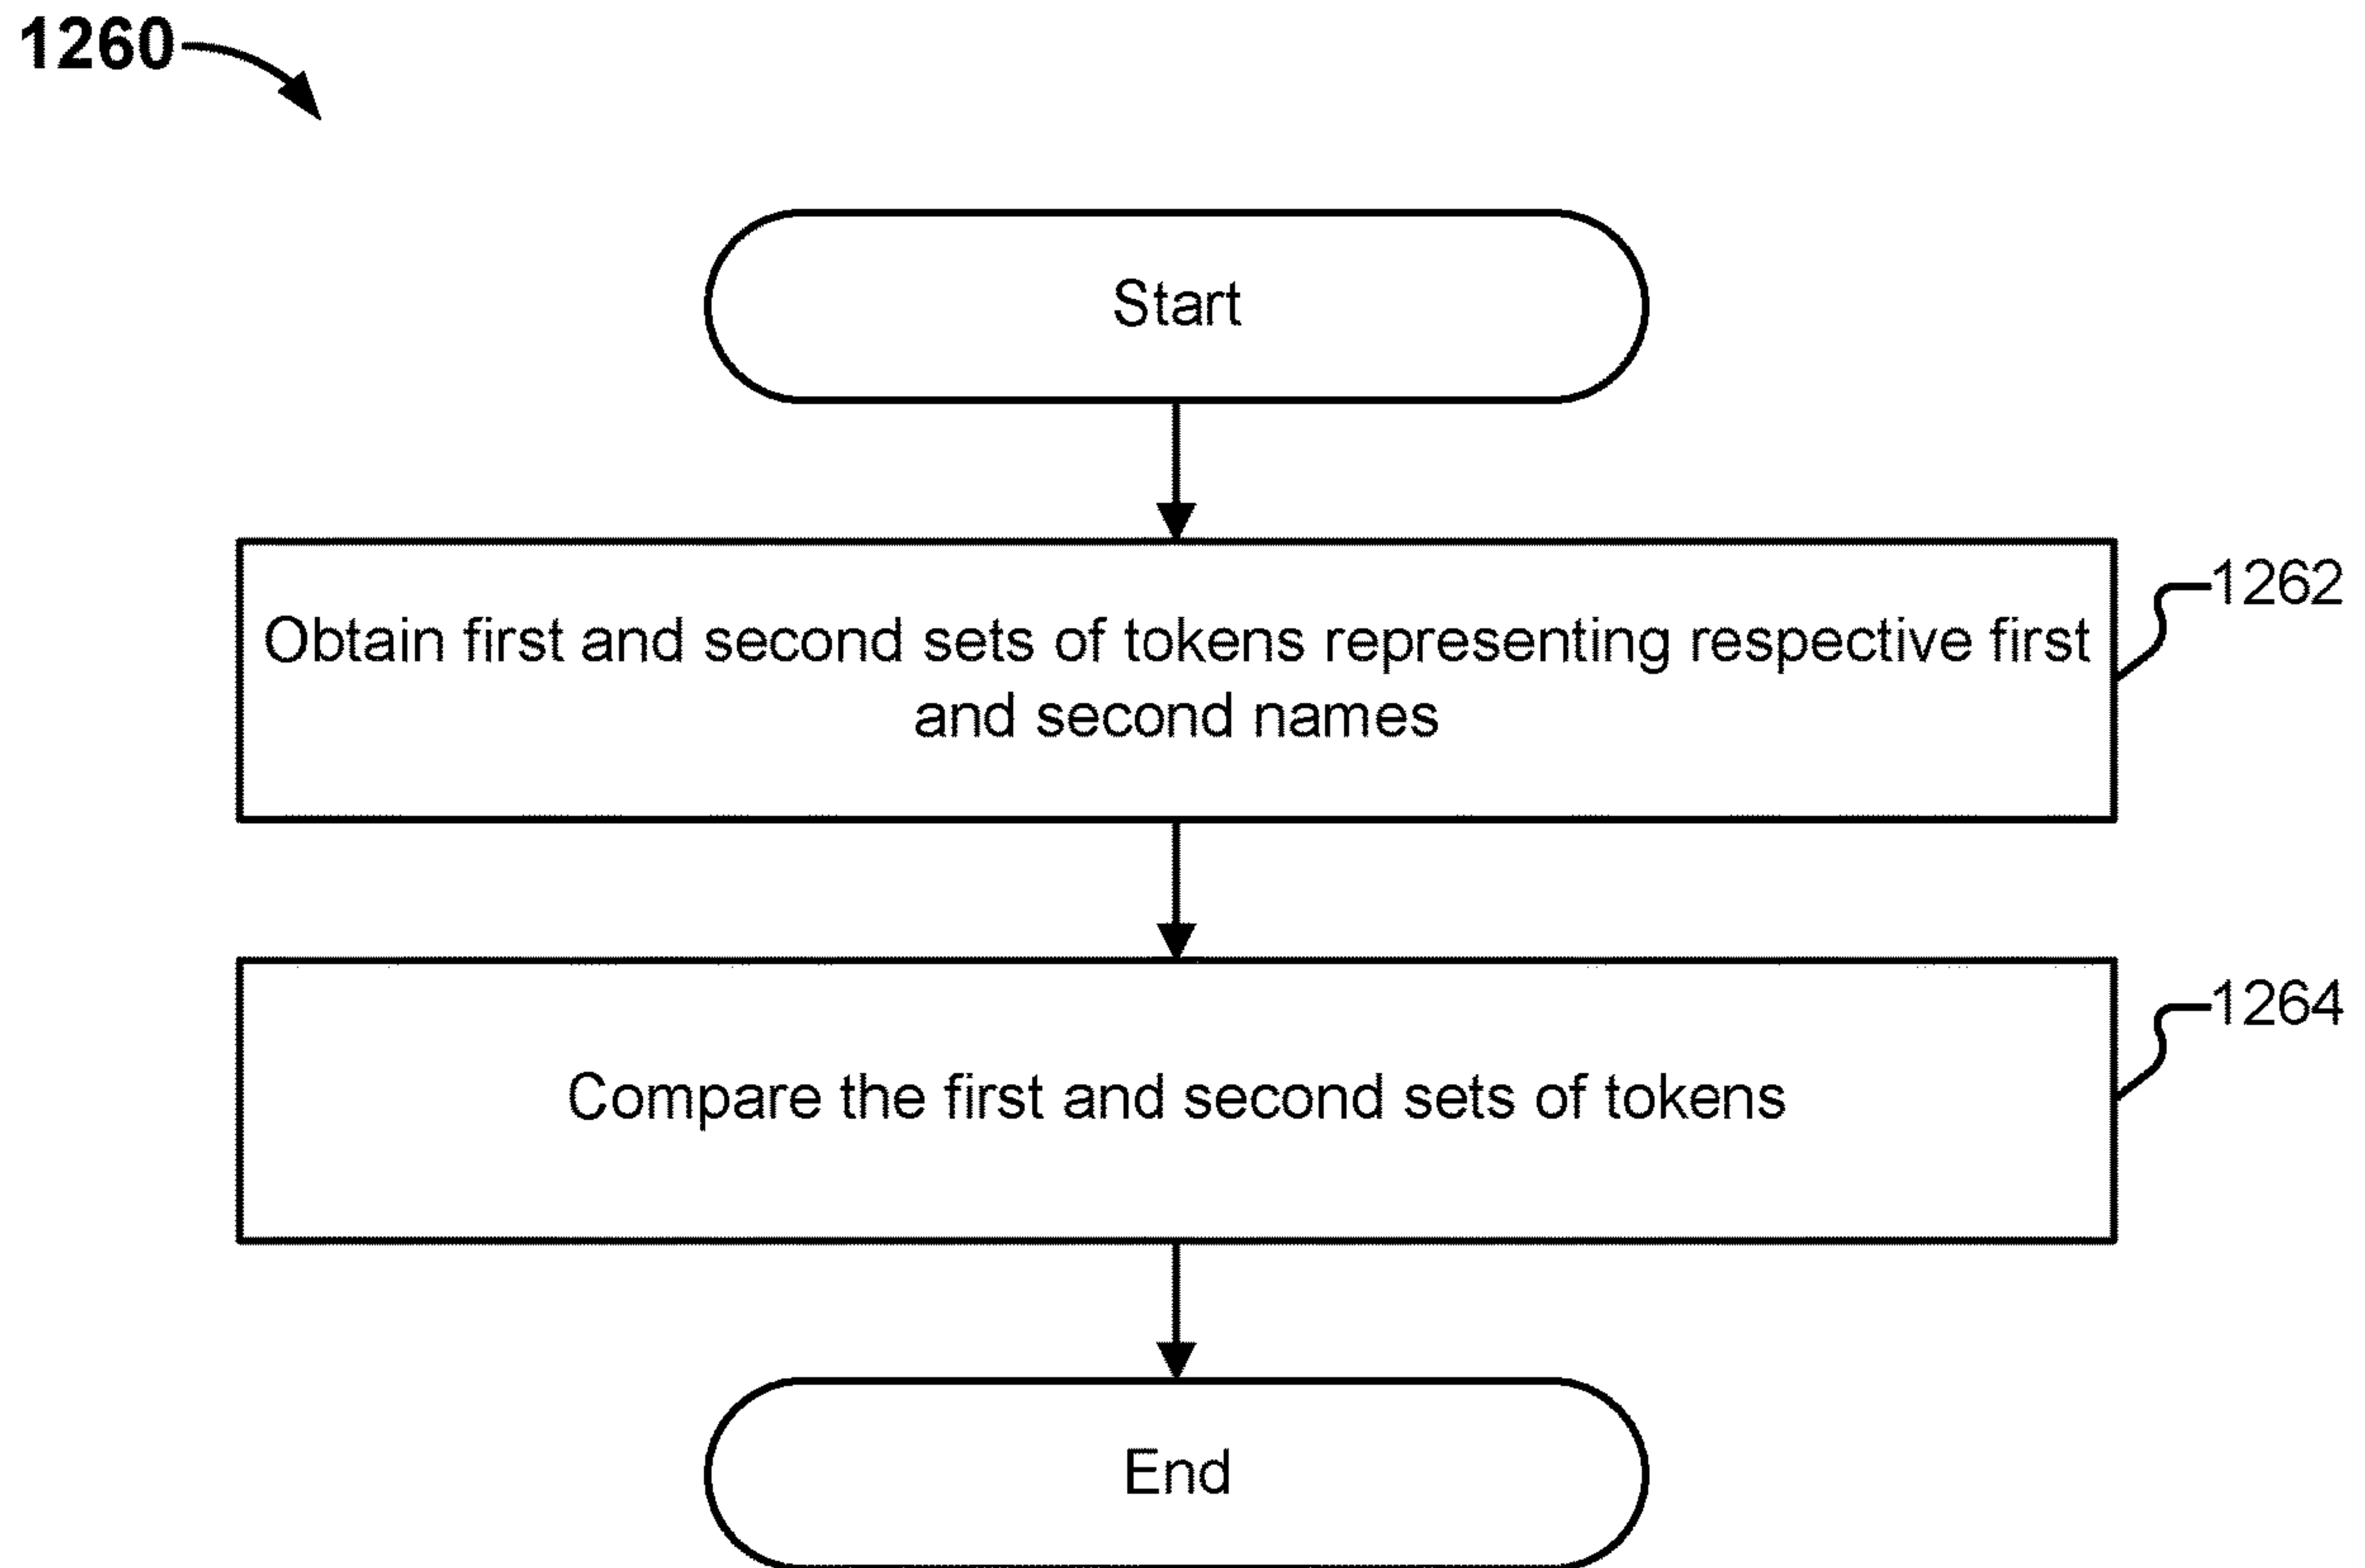 1260
Start
Obtain first and second sets of tokens representing respective first
and second names
1262
Compare the first and second sets of tokens
1264
End